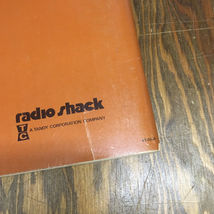 radio shack
TC A TANDY CORPORATION COMPANY